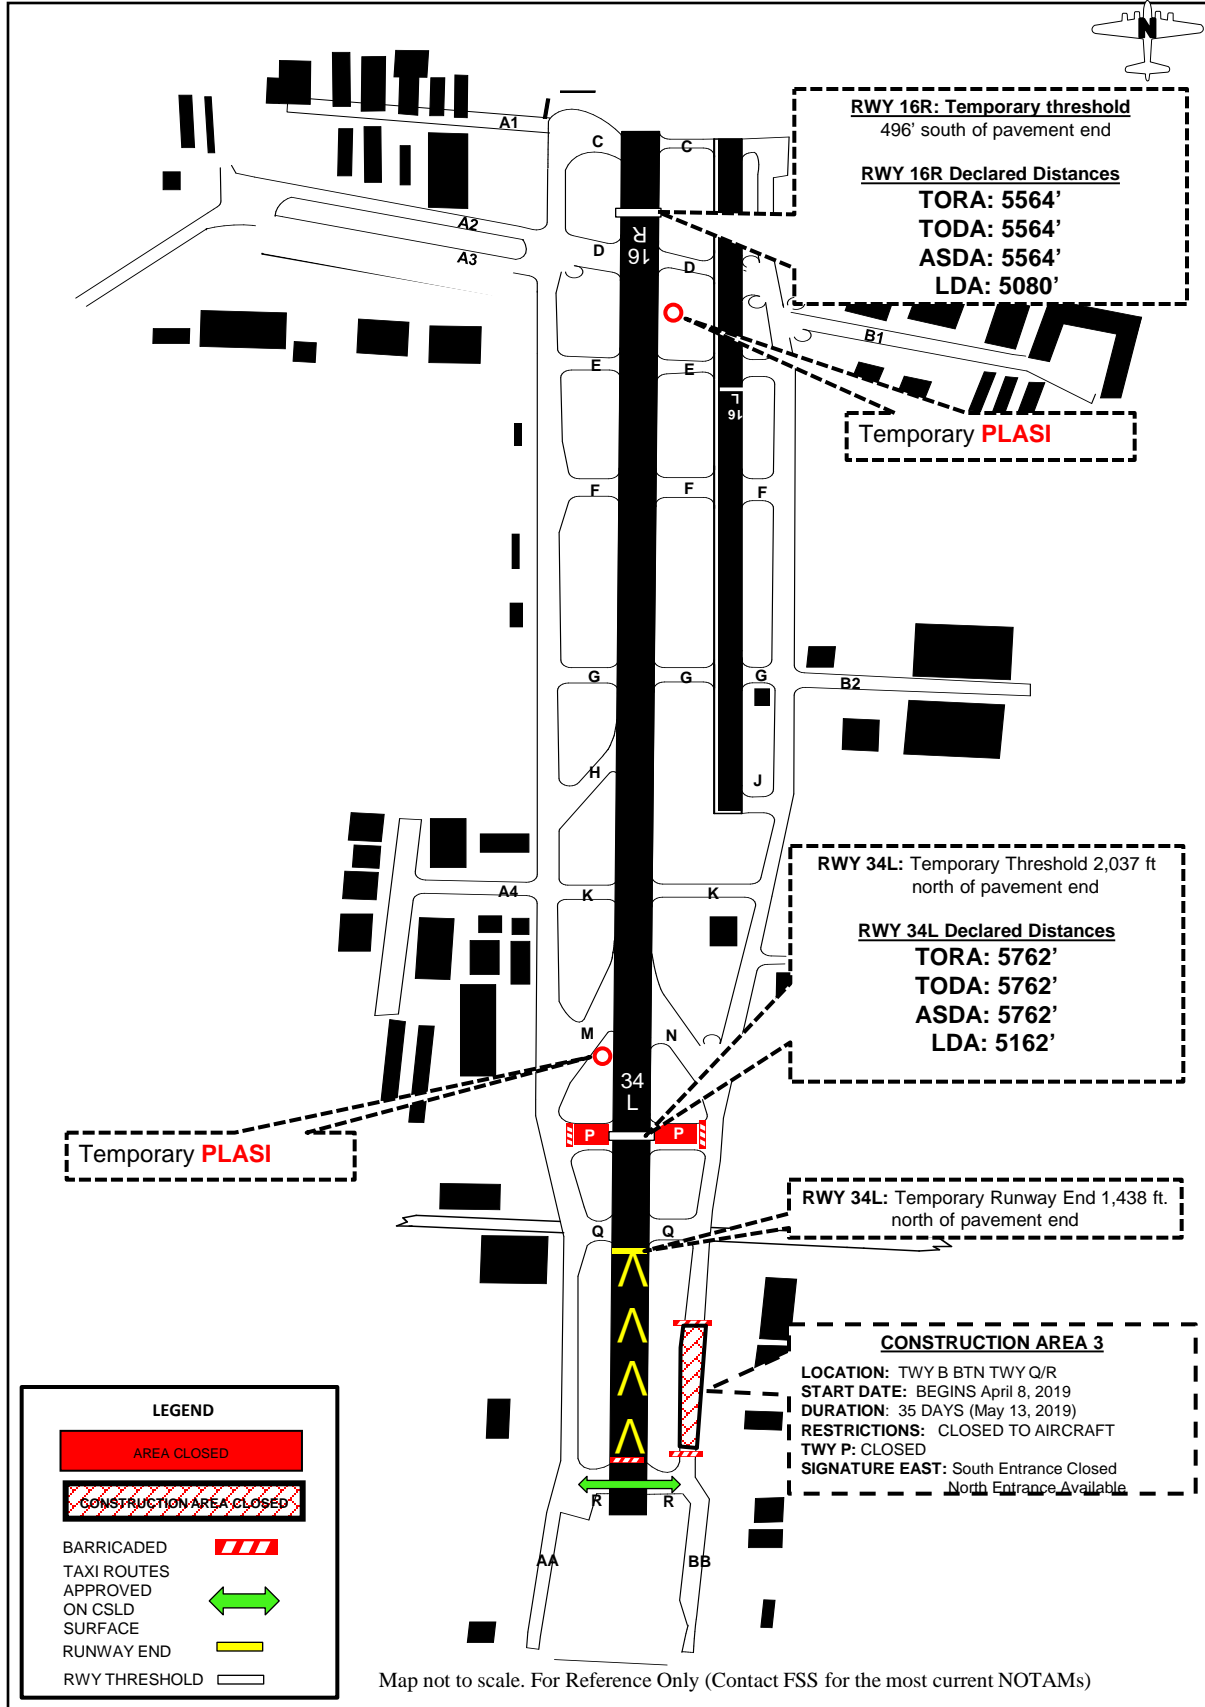 N
RWY 16R: Temporary threshold
496’ south of pavement end
RWY 16R Declared Distances
TORA: 5564’
TODA: 5564’
ASDA: 5564’
LDA: 5080’
A1
C
C
A2
A3
D
D
16
R
B1
E
E
16
L
Temporary PLASI
F
F
F
G
G
G
B2
H
J
A4
K
K
RWY 34L: Temporary Threshold 2,037 ft
north of pavement end
RWY 34L Declared Distances
TORA: 5762’
TODA: 5762’
ASDA: 5762’
LDA: 5162’
M
N
34
L
P
P
Temporary PLASI
RWY 34L: Temporary Runway End 1,438 ft.
north of pavement end
Q
Q
CONSTRUCTION AREA 3
LOCATION: TWY B BTN TWY Q/R
START DATE: BEGINS April 8, 2019
DURATION: 35 DAYS (May 13, 2019)
RESTRICTIONS: CLOSED TO AIRCRAFT
TWY P: CLOSED
SIGNATURE EAST: South Entrance Closed
North Entrance Available
R
R
AA
BB
LEGEND
AREA CLOSED
CONSTRUCTION AREA CLOSED
BARRICADED
TAXI ROUTES
APPROVED
ON CSLD
SURFACE
RUNWAY END
RWY THRESHOLD
Map not to scale. For Reference Only (Contact FSS for the most current NOTAMs)